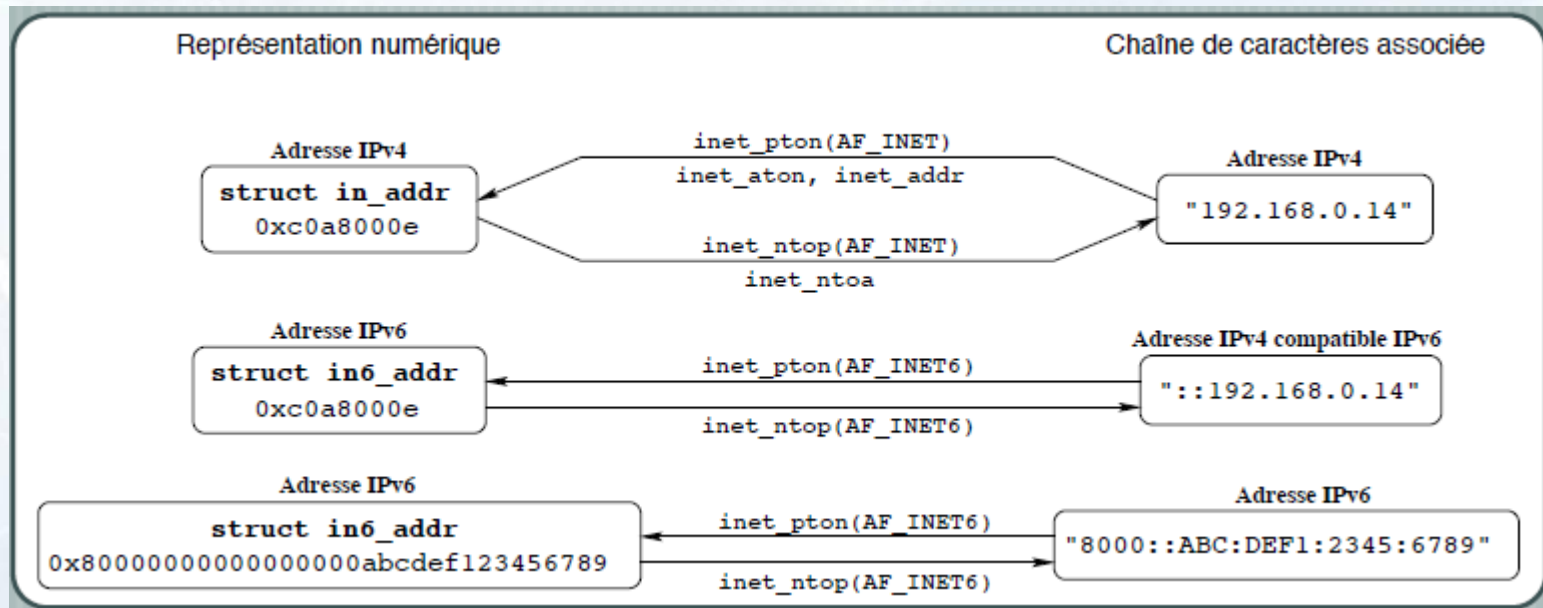 Représentation numérique
Chaîne de caractères associée
Adresse IPv4
struct in_addr
0xc0a8000e
inet_pton(AF_INET)
inet_aton, inet_addr
inet_ntop(AF_INET)
inet_ntoa
Adresse IPv4
"192.168.0.14"
Adresse IPv6
struct in6_addr
0xc0a8000e
inet_pton(AF_INET6)
inet_ntop(AF_INET6)
Adresse IPv4 compatible IPv6
"::192.168.0.14"
Adresse IPv6
struct in6_addr
0x80000000000000000abcdef123456789
inet_pton(AF_INET6)
inet_ntop(AF_INET6)
Adresse IPv6
"8000::ABC:DEF1:2345:6789"